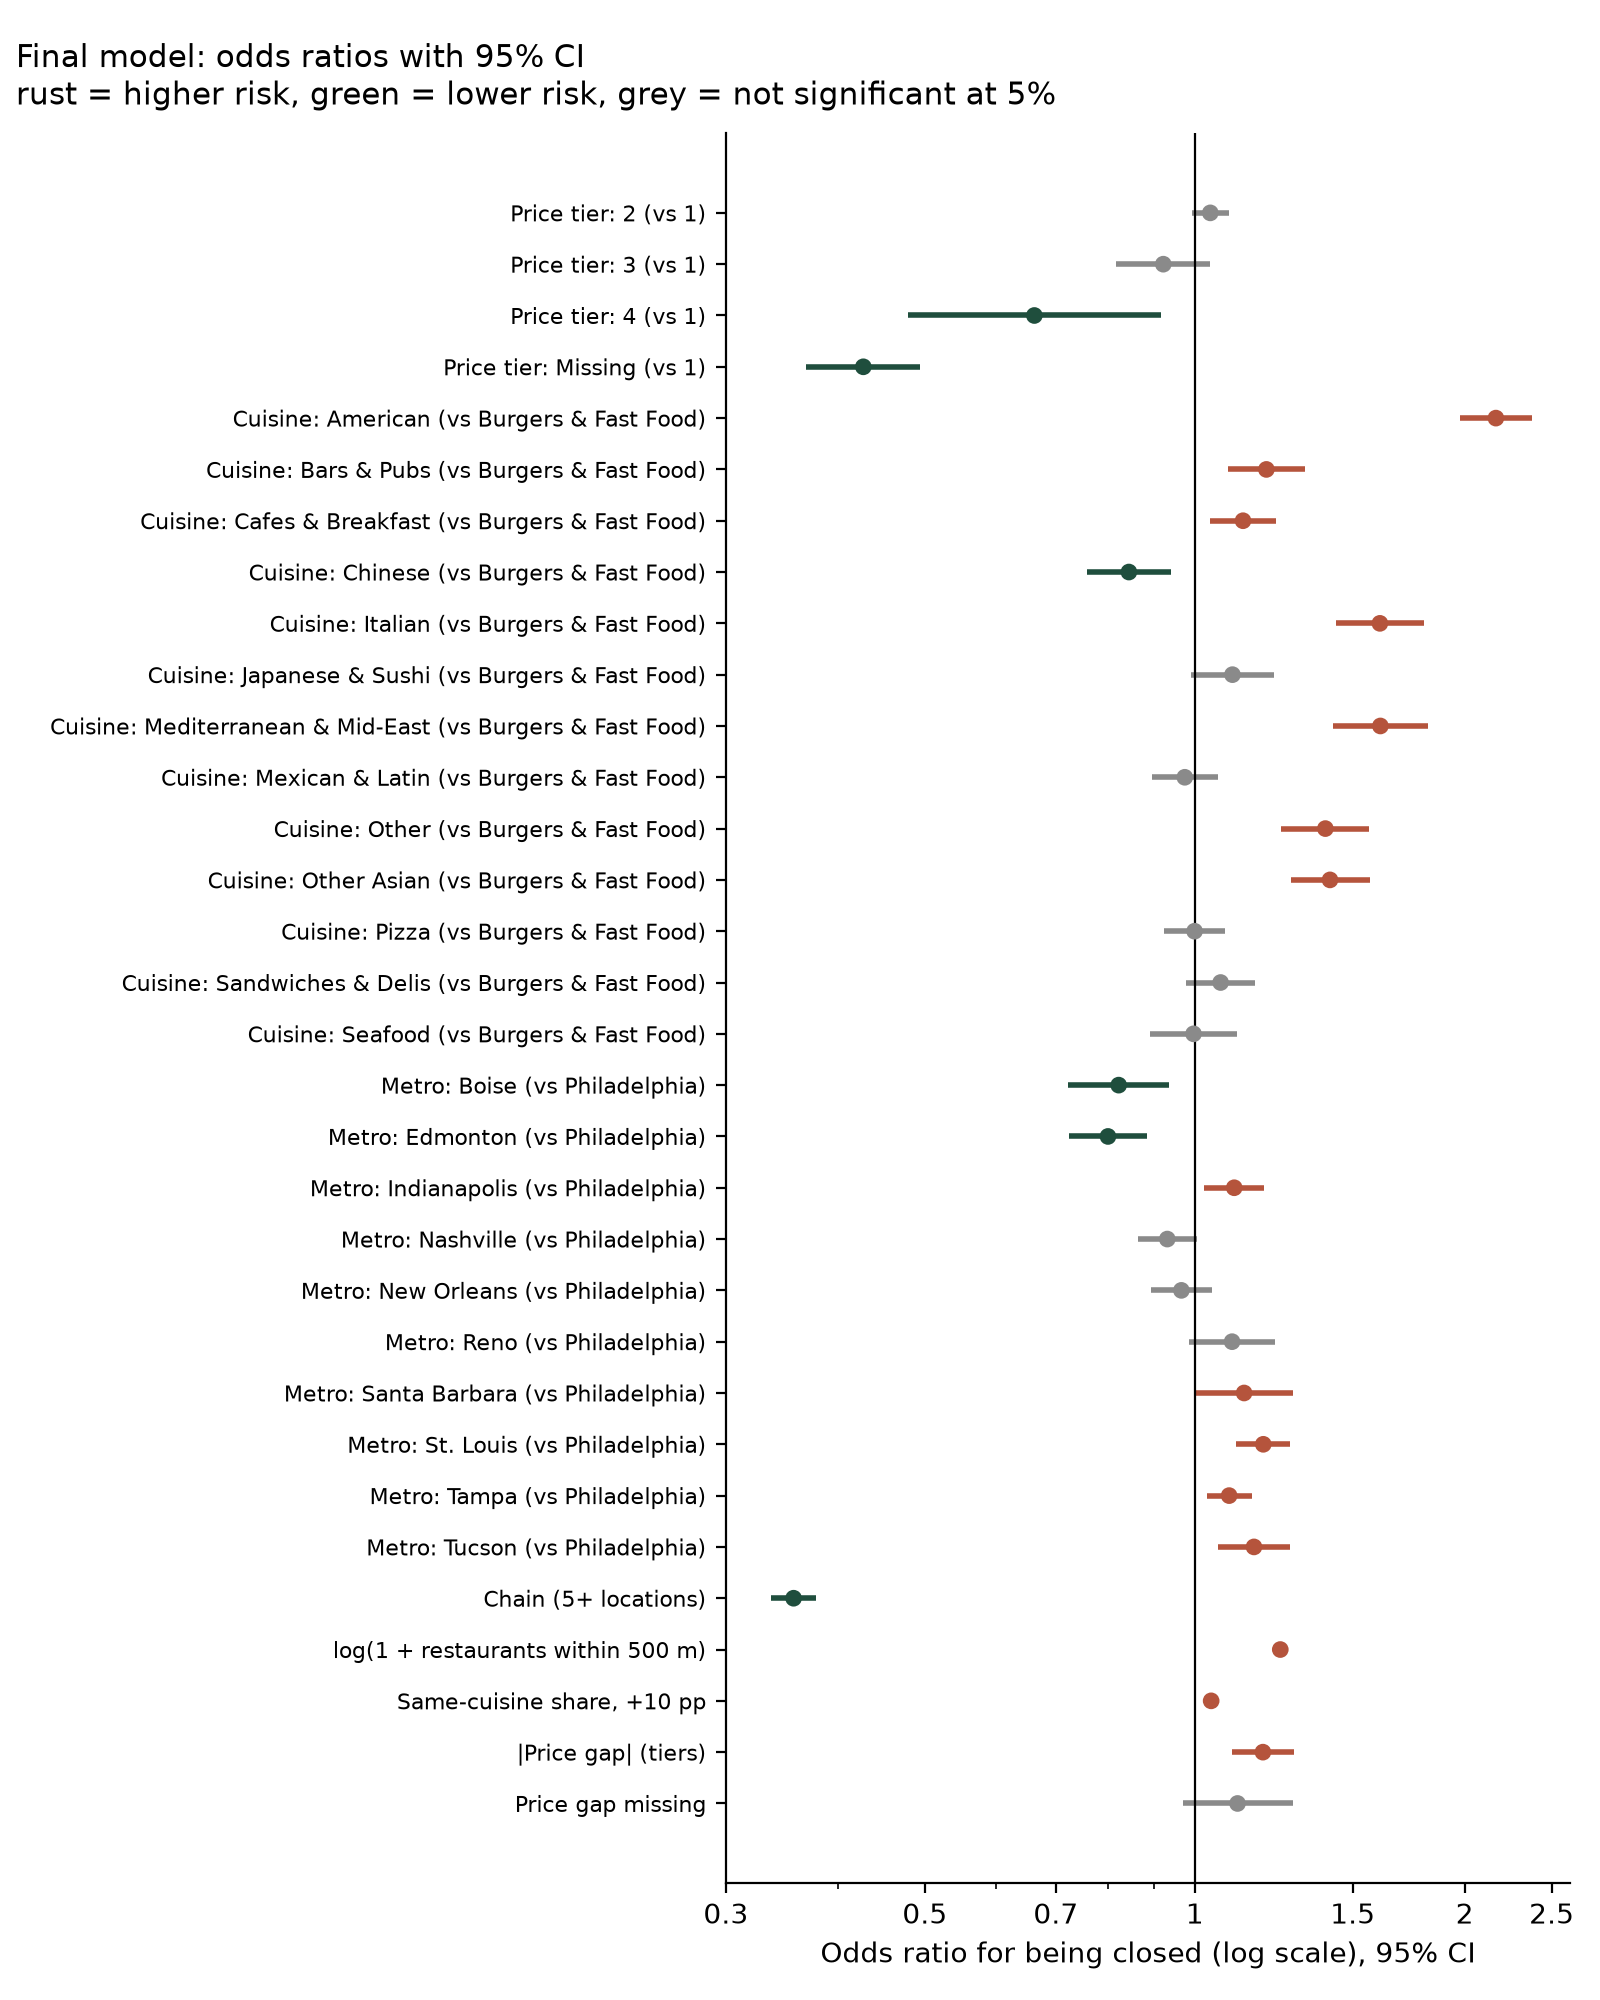 Final model: odds ratios with 95% CI
rust = higher risk, green = lower risk, grey = not significant at 5%
Price tier: 2 (vs 1)
Price tier: 3 (vs 1)
Price tier: 4 (vs 1)
Price tier: Missing (vs 1)
Cuisine: American (vs Burgers & Fast Food)
Cuisine: Bars & Pubs (vs Burgers & Fast Food)
Cuisine: Cafes & Breakfast (vs Burgers & Fast Food)
Cuisine: Chinese (vs Burgers & Fast Food)
Cuisine: Italian (vs Burgers & Fast Food)
Cuisine: Japanese & Sushi (vs Burgers & Fast Food)
Cuisine: Mediterranean & Mid-East (vs Burgers & Fast Food)
Cuisine: Mexican & Latin (vs Burgers & Fast Food)
Cuisine: Other (vs Burgers & Fast Food)
Cuisine: Other Asian (vs Burgers & Fast Food)
Cuisine: Pizza (vs Burgers & Fast Food)
Cuisine: Sandwiches & Delis (vs Burgers & Fast Food)
Cuisine: Seafood (vs Burgers & Fast Food)
Metro: Boise (vs Philadelphia)
Metro: Edmonton (vs Philadelphia)
Metro: Indianapolis (vs Philadelphia)
Metro: Nashville (vs Philadelphia)
Metro: New Orleans (vs Philadelphia)
Metro: Reno (vs Philadelphia)
Metro: Santa Barbara (vs Philadelphia)
Metro: St. Louis (vs Philadelphia)
Metro: Tampa (vs Philadelphia)
Metro: Tucson (vs Philadelphia)
Chain (5+ locations)
log(1 + restaurants within 500 m)
Same-cuisine share, +10 pp
|Price gap| (tiers)
Price gap missing
0.3 0.5 0.7 1 1.5 2 2.5
Odds ratio for being closed (log scale), 95% CI